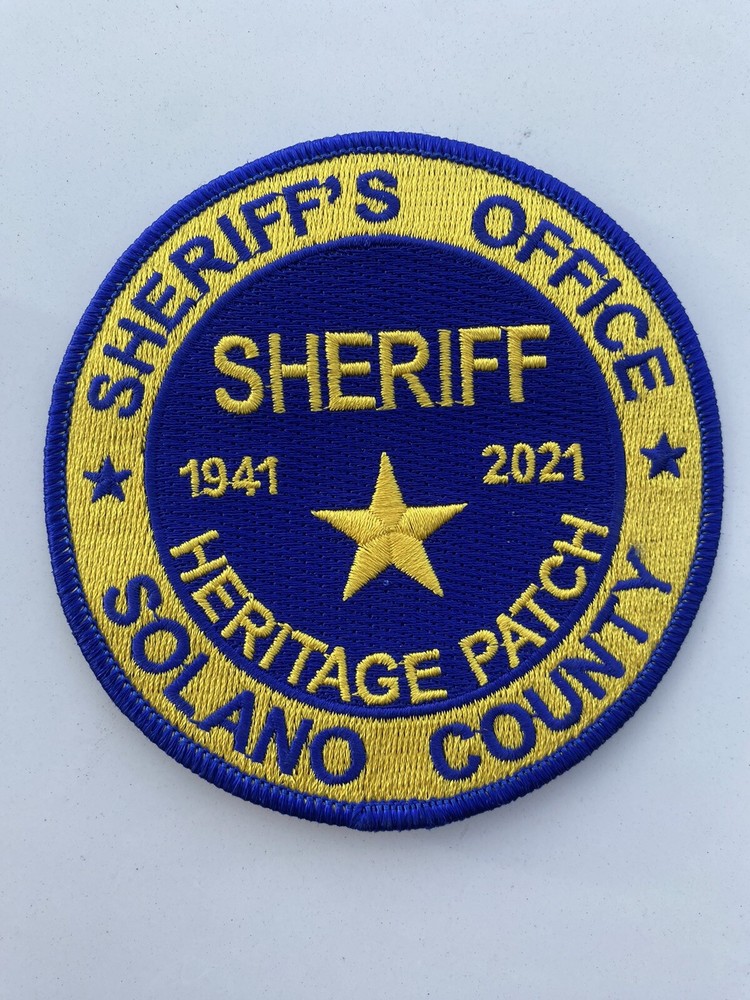 SHERIFF'S OFFICE
SHERIFF
1941 2021
HERITAGE PATCH
SOLANO COUNTY